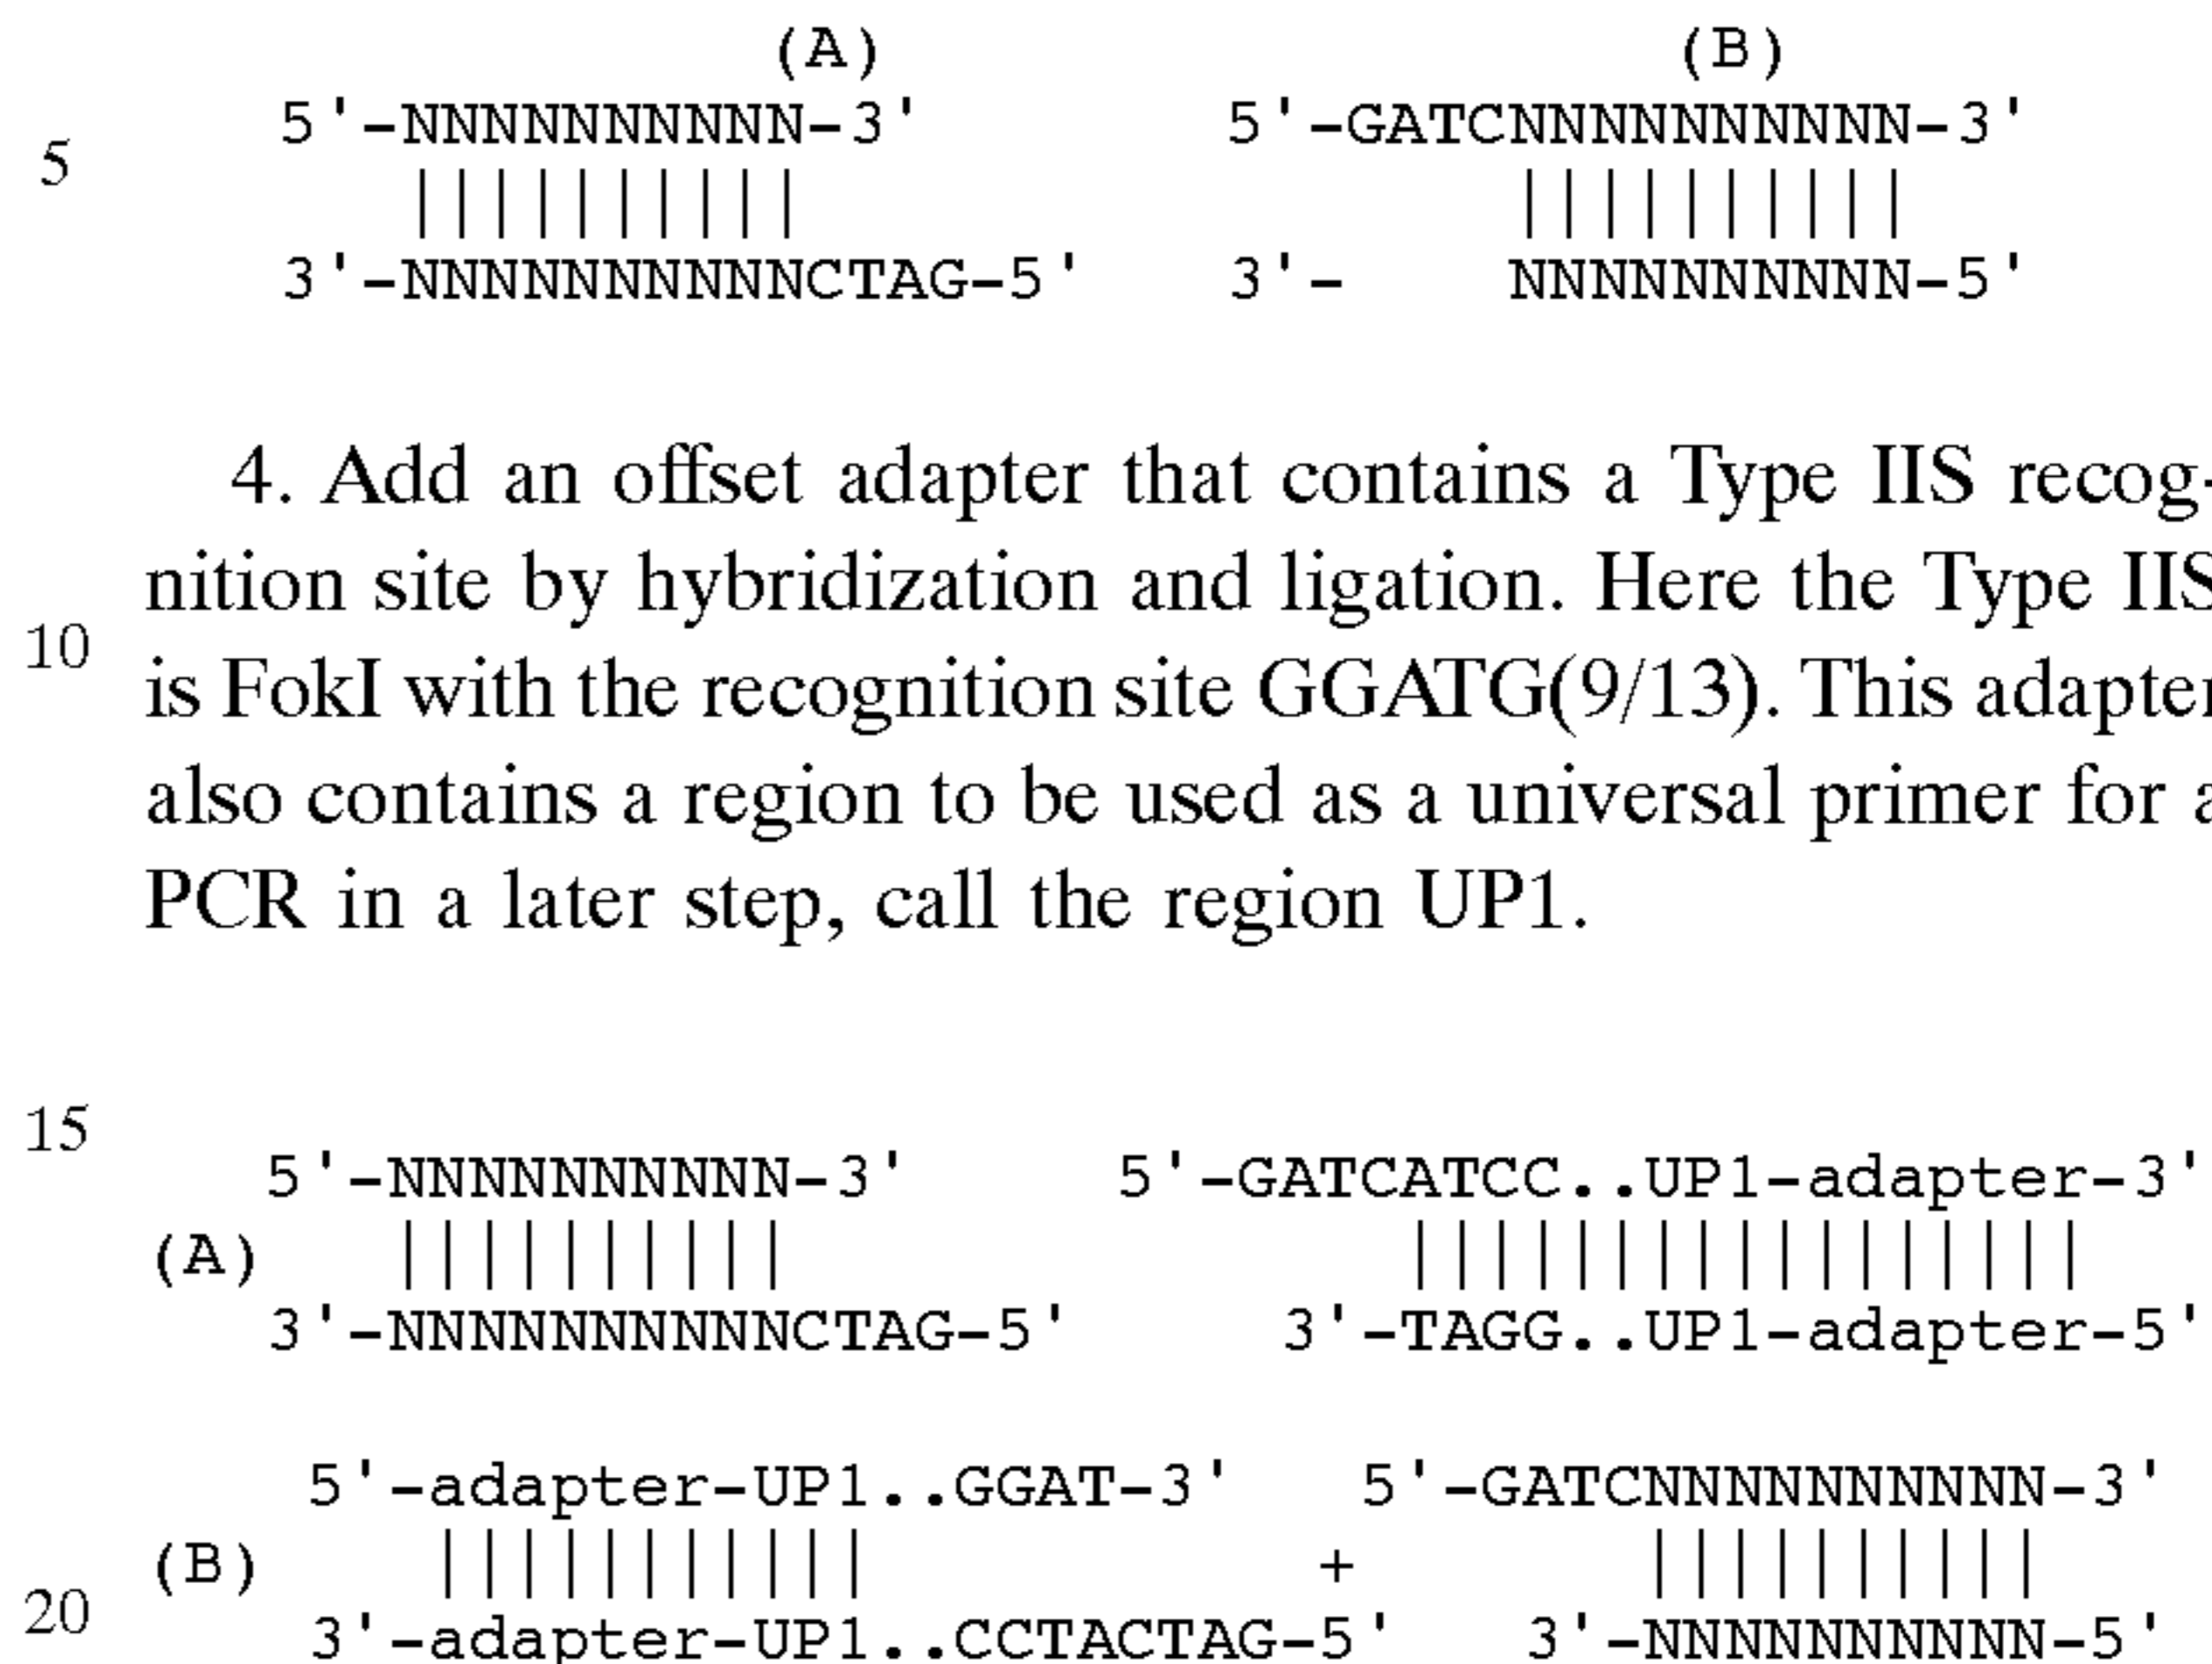 (A) (B)
5'-NNNNNNNNNN-3' 5'-GATCNNNNNNNNNN-3'
5
||||||||||  ||||||||||
3'-NNNNNNNNNNCTAG-5' 3'- NNNNNNNNNN-5'
4. Add an offset adapter that contains a Type IIS recog-
nition site by hybridization and ligation. Here the Type IIS
10
is FokI with the recognition site GGATG(9/13). This adapter
also contains a region to be used as a universal primer for a
PCR in a later step, call the region UP1.
15
5'-NNNNNNNNNN-3' 5'-GATCATCC..UP1-adapter-3'
(A) |||||||||| |||||||||||||||||
3'-NNNNNNNNNNCTAG-5' 3'-TAGG..UP1-adapter-5'
5'-adapter-UP1..GGAT-3' 5'-GATCNNNNNNNNNN-3'
(B) ||||||||||| + ||||||||||
20
3'-adapter-UP1..CCTACTAG-5' 3'-NNNNNNNNNN-5'